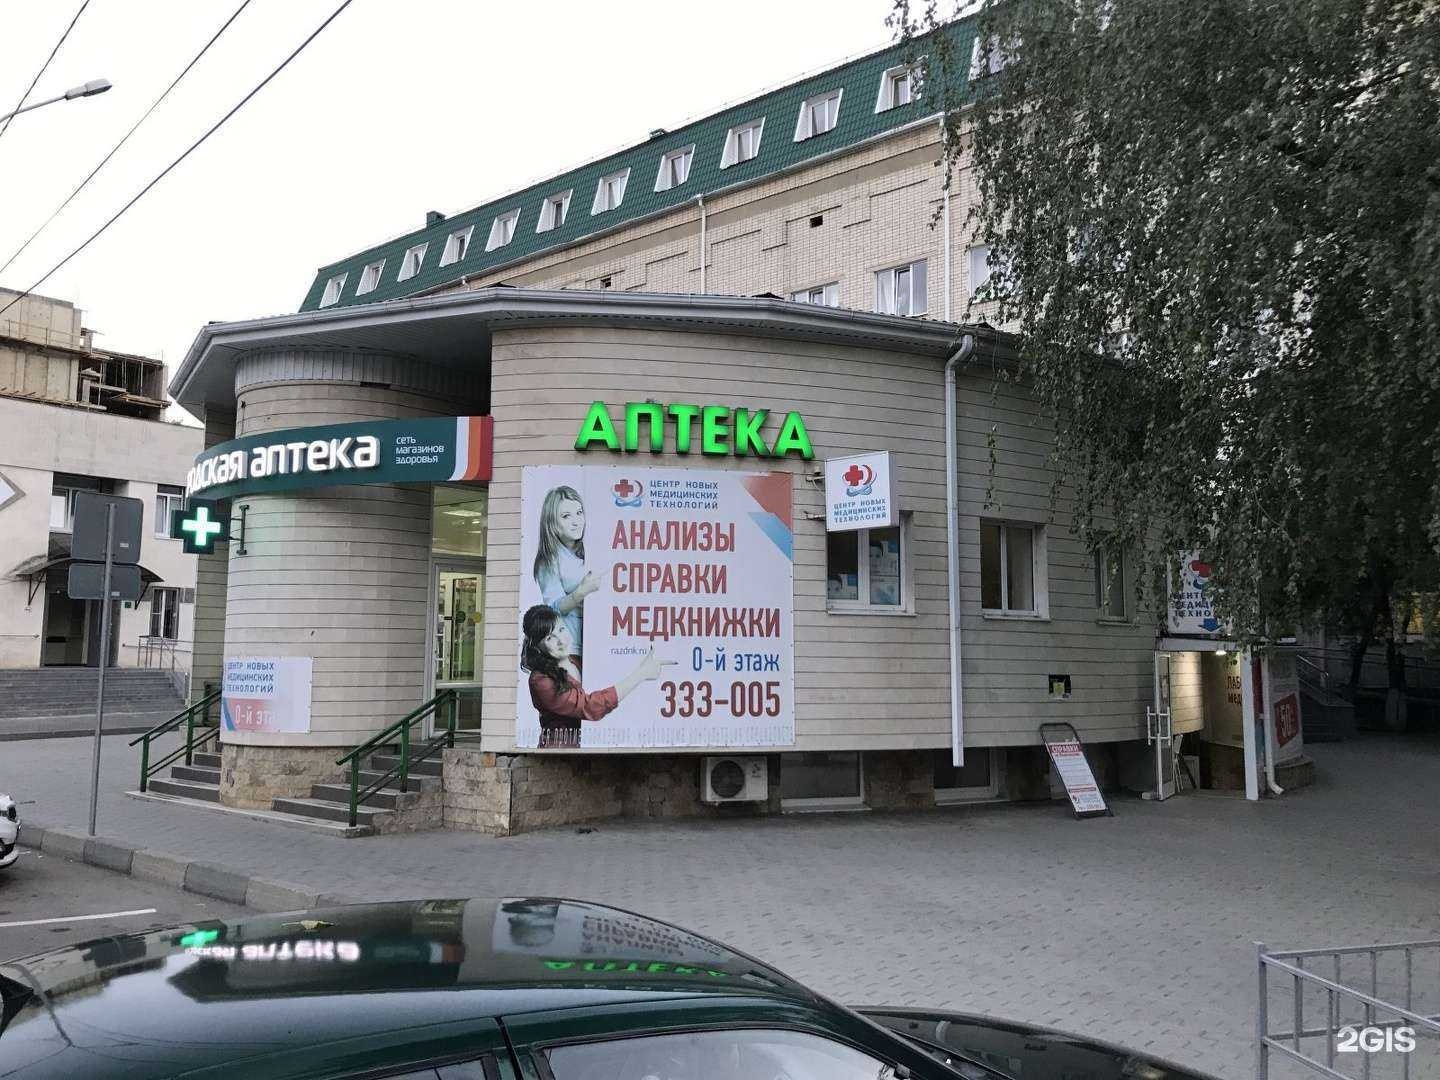 аптека
сеть
магазинов
здоровья
АПТЕКА
ЦЕНТР НОВЫХ
МЕДИЦИНСКИХ
ТЕХНОЛОГИЙ
АНАЛИЗЫ
СПРАВКИ
МЕДКНИЖКИ
razdnk.ru
0-й этаж
333-005
ЦЕНТР НОВЫХ
МЕДИЦИНСКИХ
ТЕХНОЛОГИЙ
ЦЕНТР НОВЫХ
МЕДИЦИНСКИХ
ТЕХНОЛОГИЙ
0-й
СПРАВКИ
2GIS